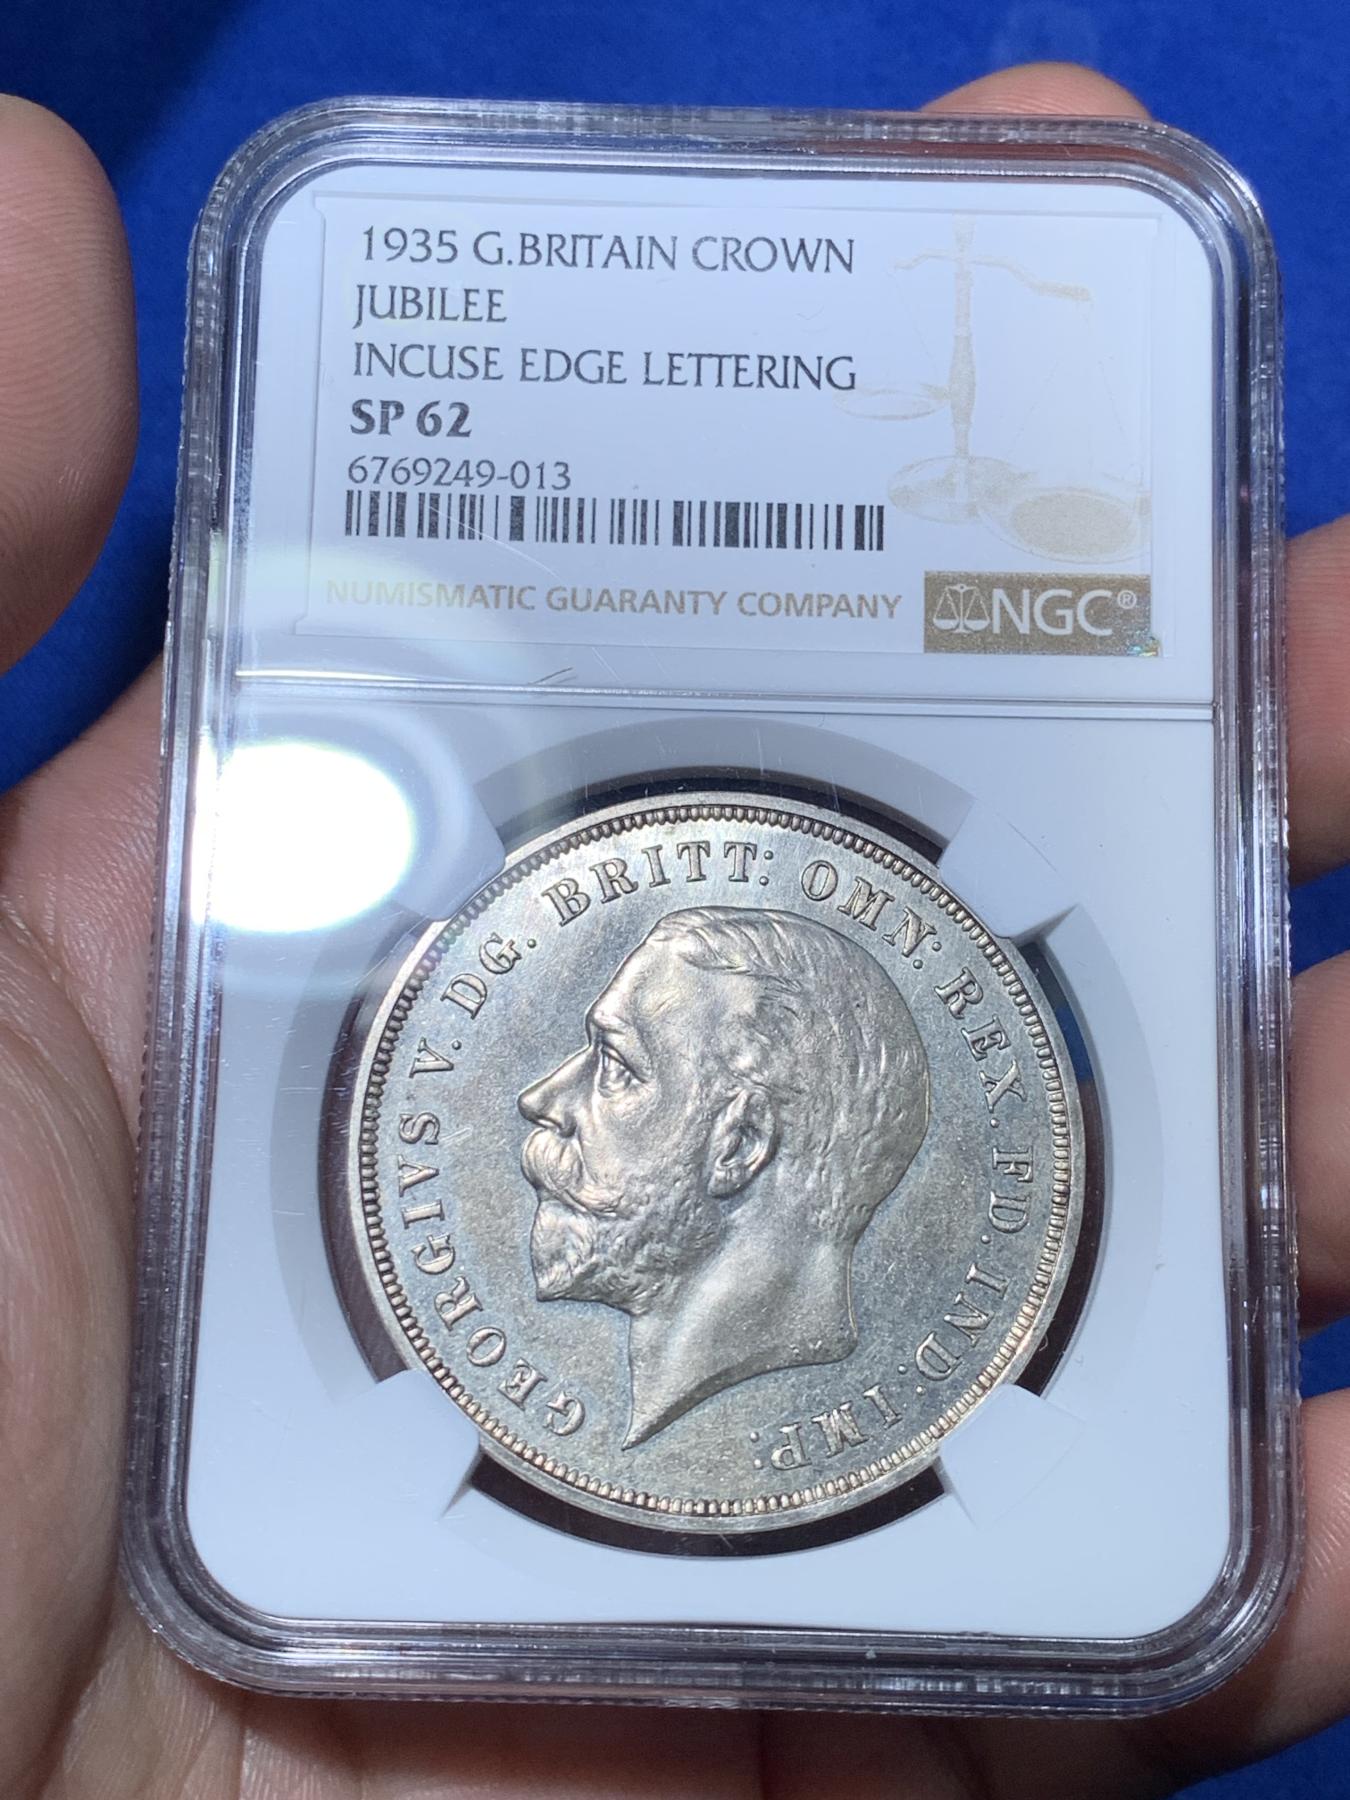 1935 G.BRITAIN CROWN
JUBILEE
INCUSE EDGE LETTERING
SP 62
6769249-013
NUMISMATIC GUARANTY COMPANY
NGC®
GEORGIVS V. DG. BRITT: OMN: REX. FD. IND: IMP: